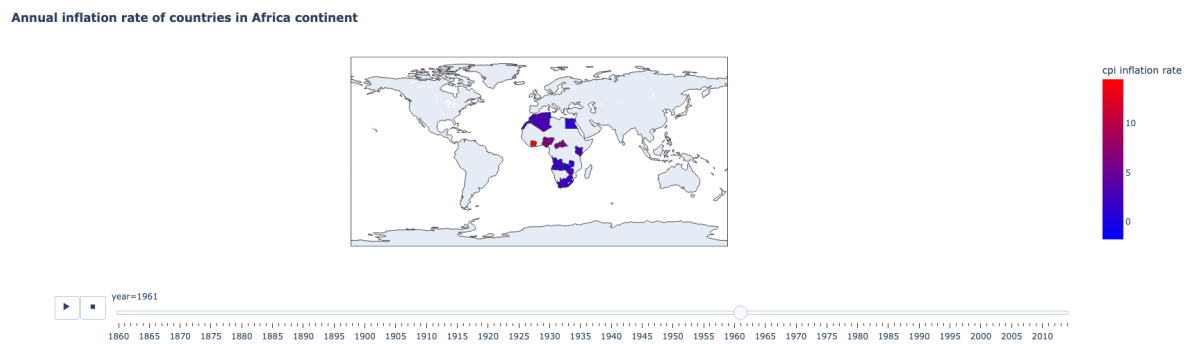 Annual inflation rate of countries in Africa continent
cpi inflation rate
10
5
0
year=1961
1860 1865 1870 1875 1880 1885 1890 1895 1900 1905 1910 1915 1920 1925 1930 1935 1940 1945 1950 1955 1960 1965 1970 1975 1980 1985 1990 1995 2000 2005 2010